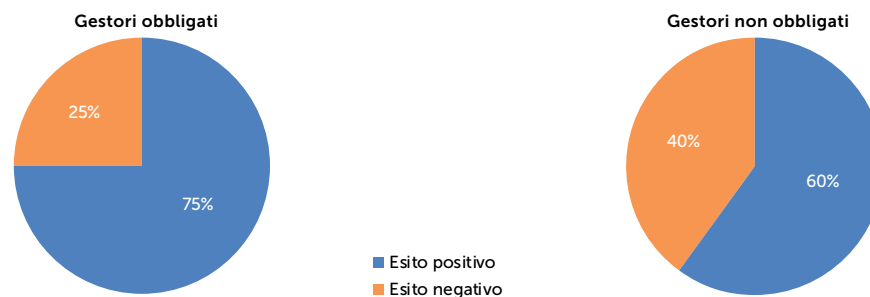 Gestori obbligati
25%
75%
Gestori non obbligati
40%
60%
Esito positivo
Esito negativo